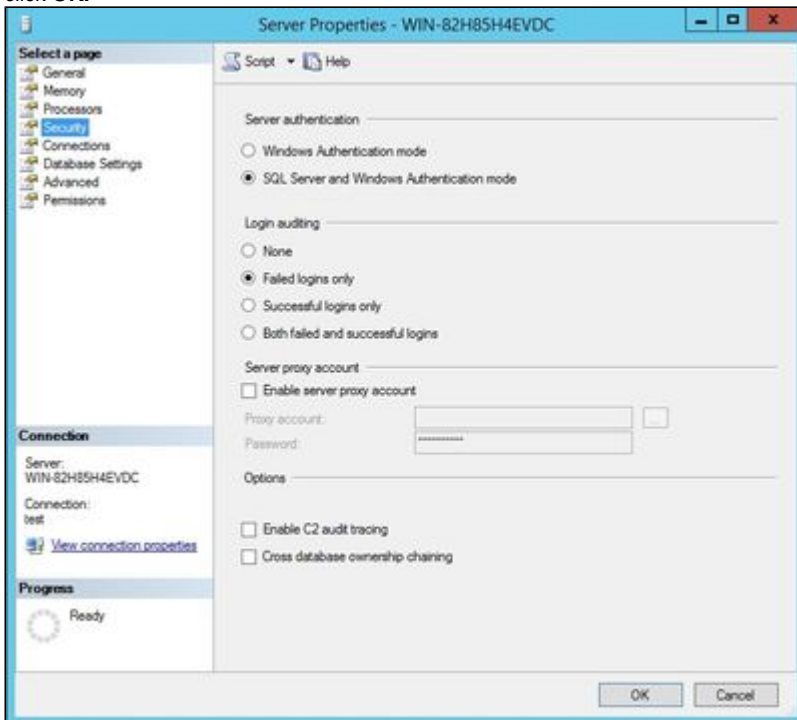 click OK.
Server Properties - WIN-82H85H4EVDC
Select a page
General
Memory
Processors
Security
Connections
Database Settings
Advanced
Permissions
Connection
Server:
WIN-82H85H4EVDC
Connection:
test
View connection properties
Progress
Ready
Script
Help
Server authentication
Windows Authentication mode
SQL Server and Windows Authentication mode
Login auditing
None
Failed logins only
Successful logins only
Both failed and successful logins
Server proxy account
Enable server proxy account
Proxy account:
Password:
Options
Enable C2 audit tracing
Cross database ownership chaining
OK
Cancel